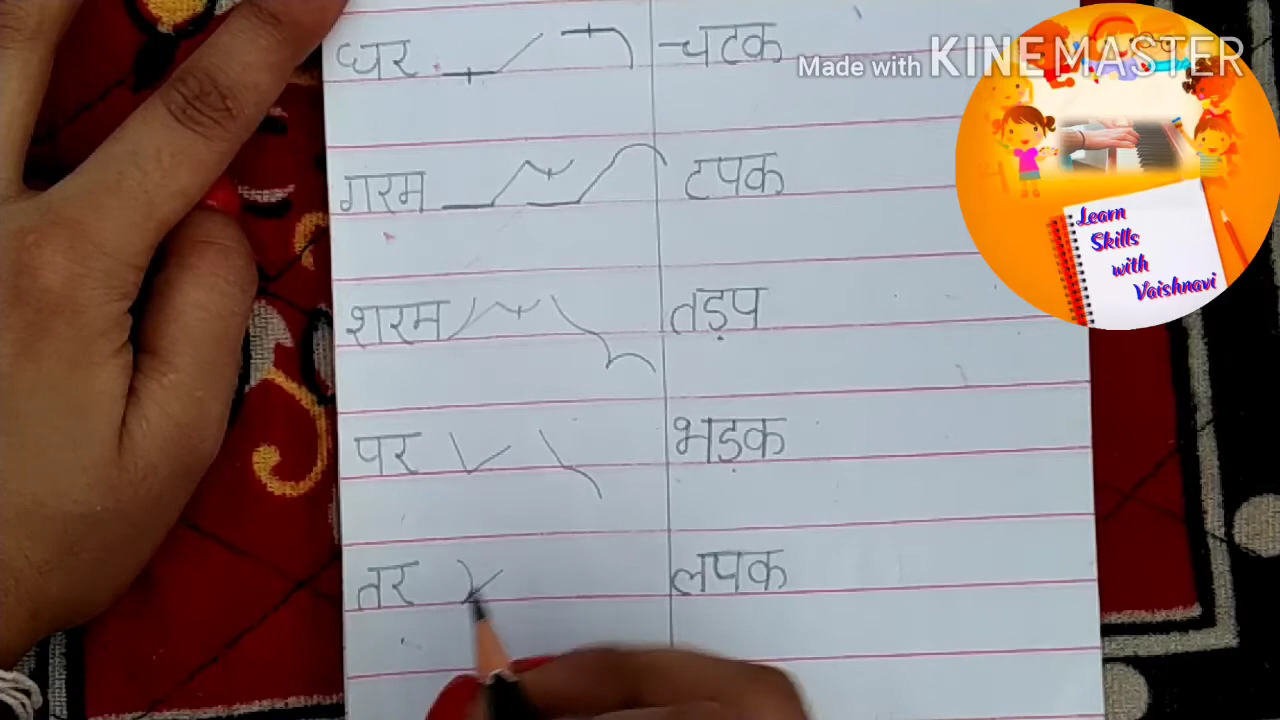 घर चटक
गरम टपक
शरम तड़प
पर भड़क
तर लपक
Made with KINEMASTER
Learn
Skills
with
Vaishnavi